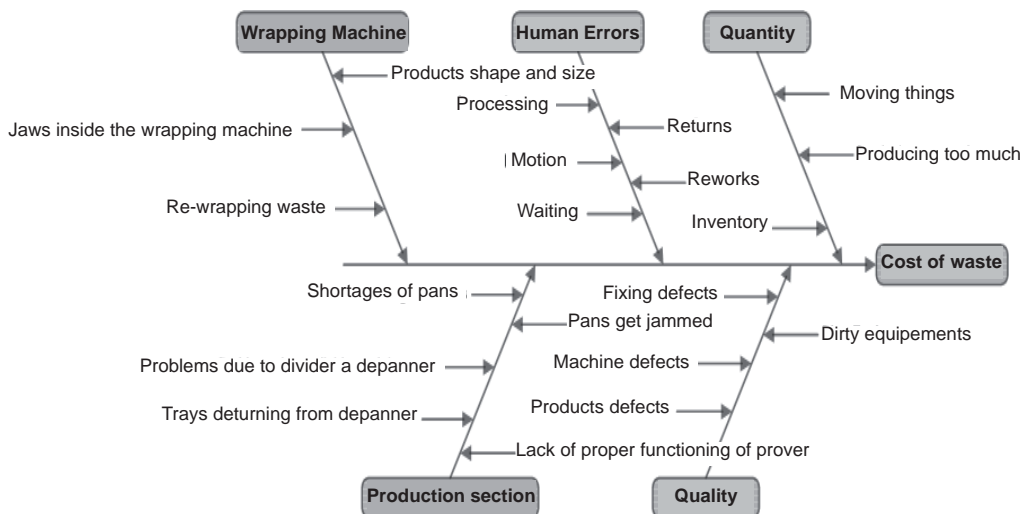 Wrapping Machine
Human Errors
Quantity
Products shape and size
Processing
Moving things
Jaws inside the wrapping machine
Returns
Motion
Producing too much
Reworks
Re-wrapping waste
Waiting
Inventory
Cost of waste
Shortages of pans
Fixing defects
Pans get jammed
Dirty equipements
Problems due to divider a depanner
Machine defects
Trays deturning from depanner
Products defects
Lack of proper functioning of prover
Production section
Quality